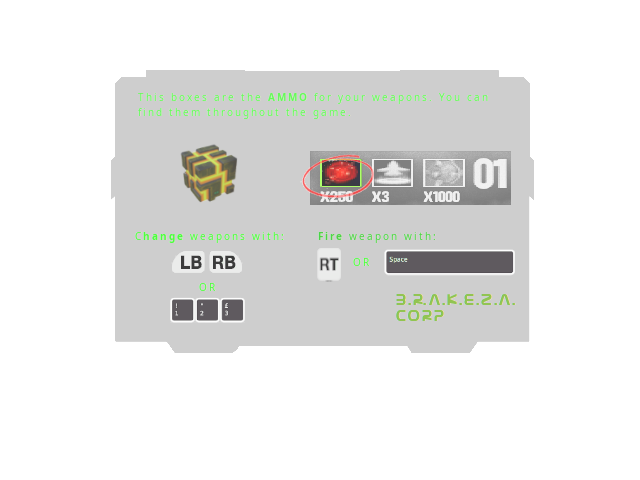 This boxes are the AMMO for your weapons. You can
find them throughout the game
X250 X3 X1000 01
Change weapons with:
Fire weapon with:
LB RB
RT OR Space
OR
! 1 " 2 £ 3
B.R.A.K.E.Z.A.
CORP